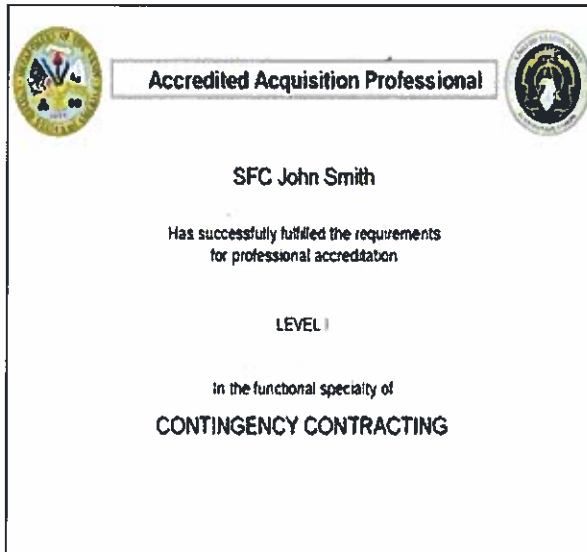 Accredited Acquisition Professional
SFC John Smith
Has successfully fulfilled the requirements
for professional accreditation
LEVEL I
In the functional specialty of
CONTINGENCY CONTRACTING